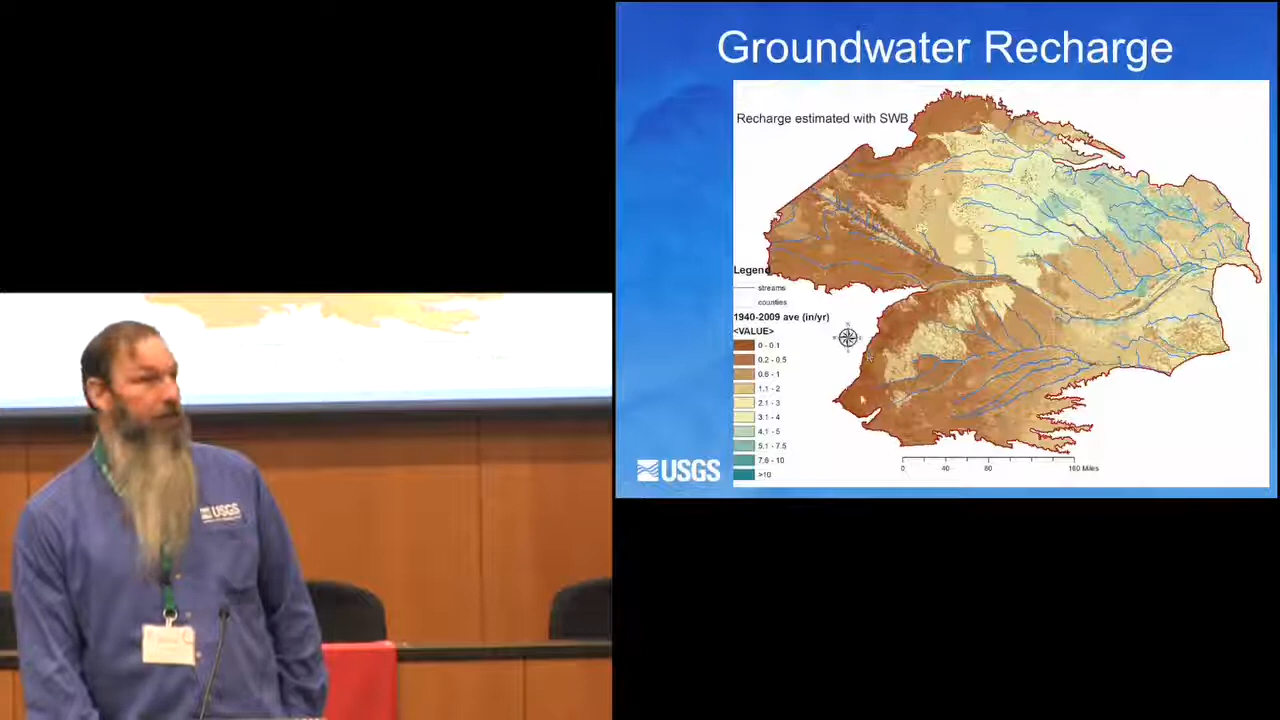 Groundwater Recharge
Recharge estimated with SWB
Legend
streams
counties
1940-2009 ave (in/yr)
<VALUE>
0 - 0.1
0.2 - 0.5
0.6 - 1
1.1 - 2
2.1 - 3
3.1 - 4
4.1 - 5
5.1 - 7.5
7.6 - 10
>10
0 40 80 160 Miles
USGS
USGS